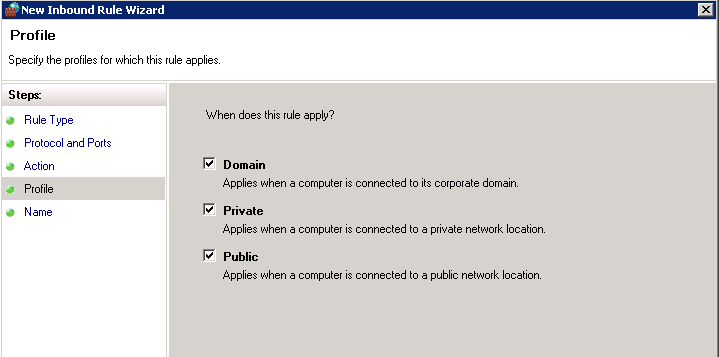 New Inbound Rule Wizard
Profile
Specify the profiles for which this rule applies.
Steps:
Rule Type
Protocol and Ports
Action
Profile
Name
When does this rule apply?
Domain
Applies when a computer is connected to its corporate domain.
Private
Applies when a computer is connected to a private network location.
Public
Applies when a computer is connected to a public network location.